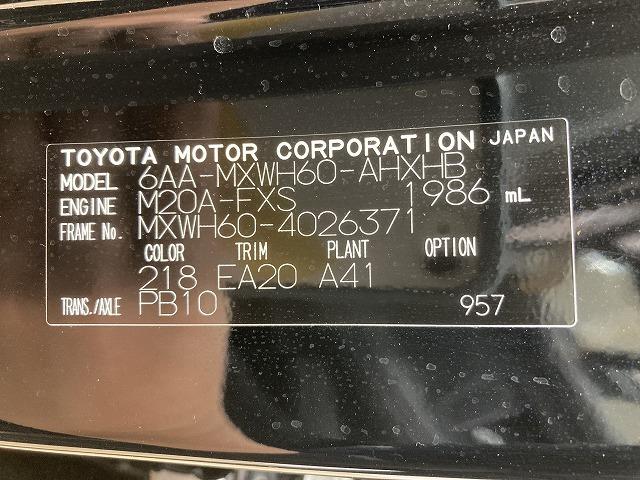 TOYOTA MOTOR CORPORATION JAPAN
MODEL 6AA-MXWH60-AHXHB
ENGINE M20A-FXS 1986 mL
FRAME No. MXWH60-4026371
COLOR TRIM PLANT OPTION
218 EA20 A41
TRANS./AXLE PB10 957